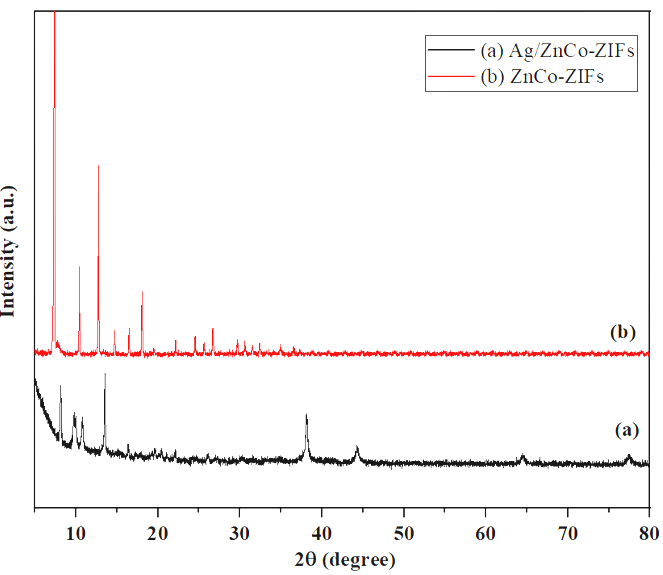 (a) Ag/ZnCo-ZIFs
(b) ZnCo-ZIFs
Intensity (a.u.)
(b)
(a)
10 20 30 40 50 60 70 80
2θ (degree)